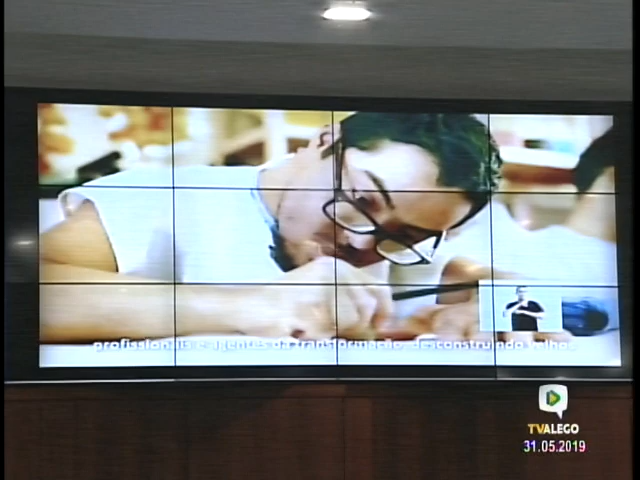 profissionais e agentes da transformação, desconstruindo velhos
TVALEGO
31.05.2019